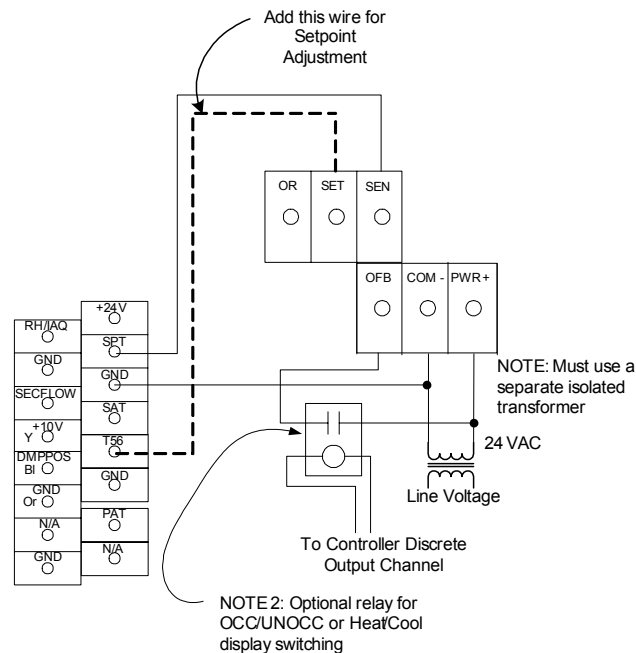 Add this wire for
Setpoint
Adjustment
OR
SET
SEN
OFB
COM -
PWR+
+24V
RH/IAQ
SPT
GND
GND
SECFLOW
SAT
+10V
Y
T56
DMPPOS
Bl
GND
GND
Or
PAT
N/A
N/A
GND
NOTE: Must use a
separate isolated
transformer
24 VAC
Line Voltage
To Controller Discrete
Output Channel
NOTE 2: Optional relay for
OCC/UNOCC or Heat/Cool
display switching